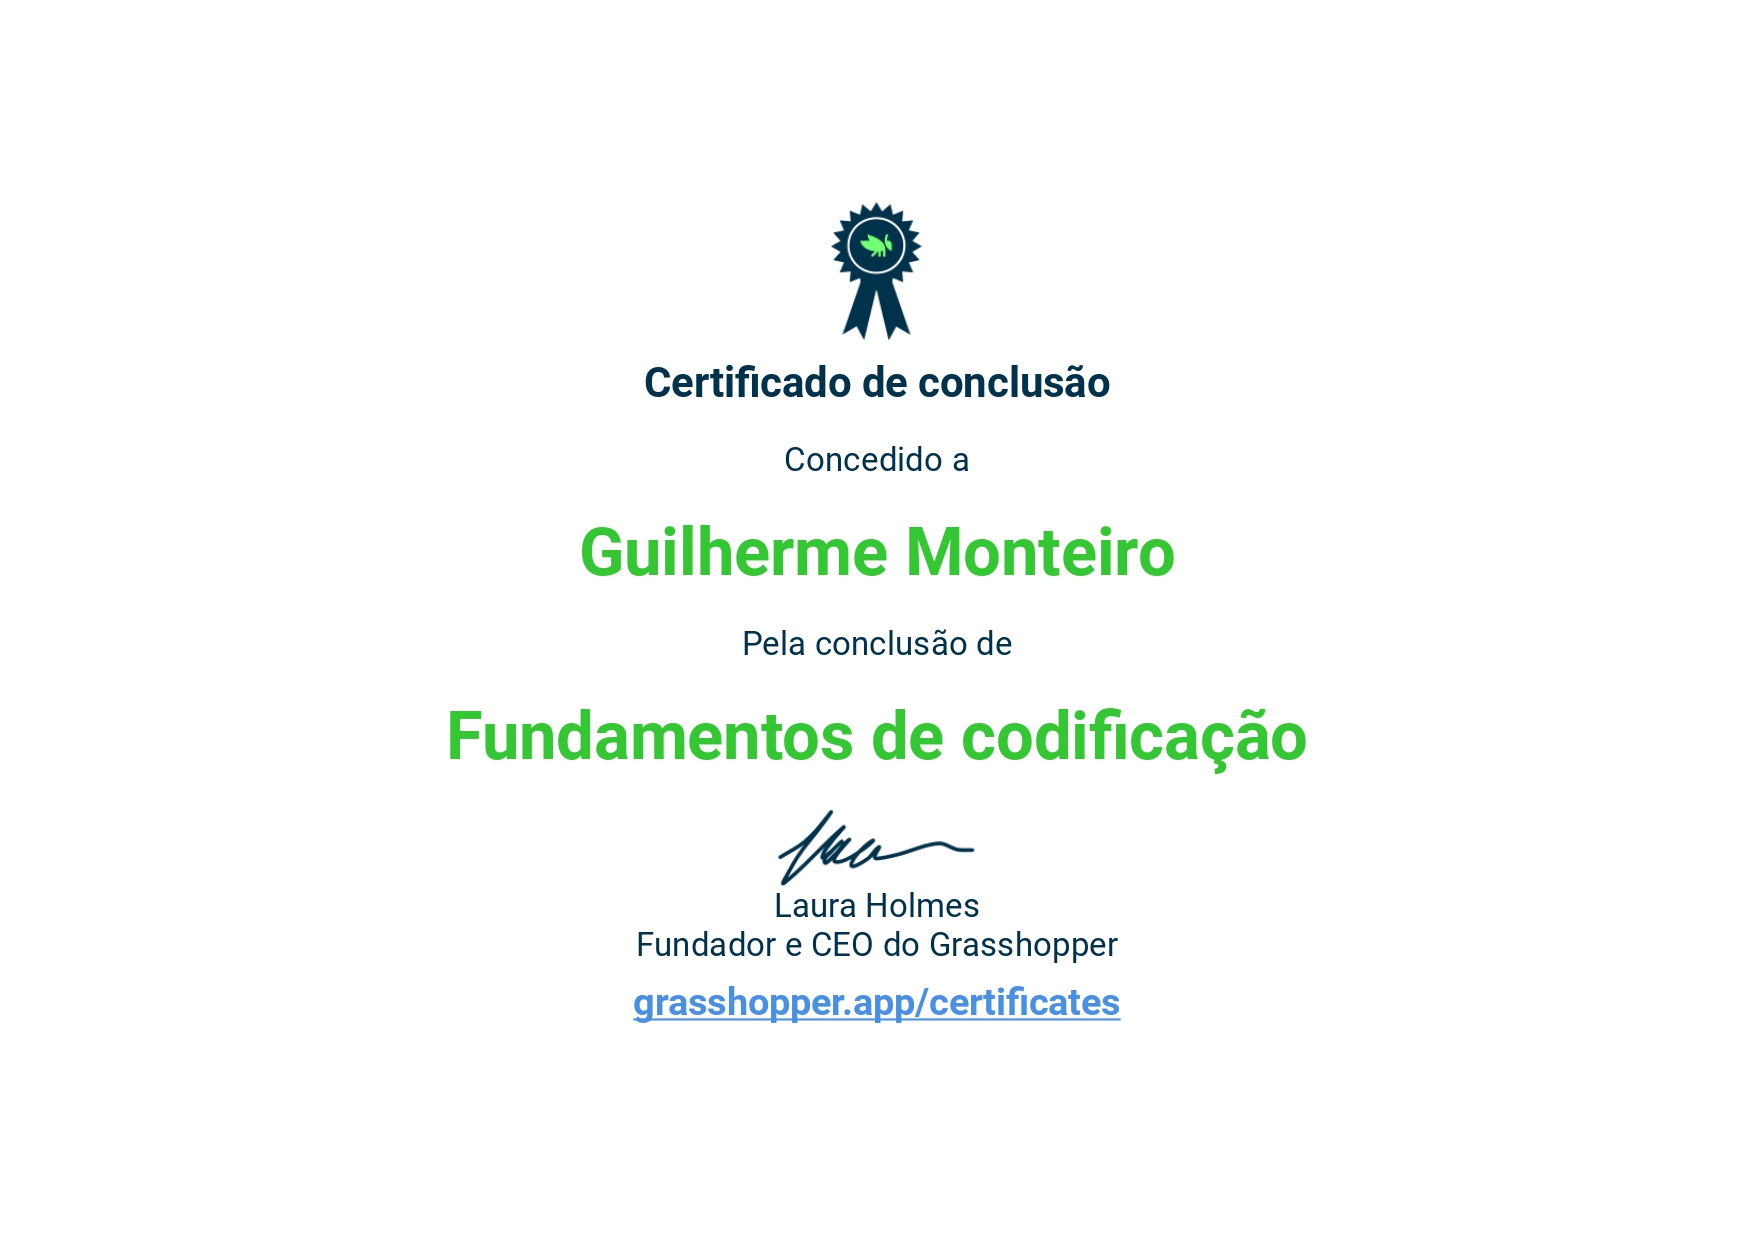 Certificado de conclusão
Concedido a
Guilherme Monteiro
Pela conclusão de
Fundamentos de codificação
Laura Holmes
Fundador e CEO do Grasshopper
grasshopper.app/certificates